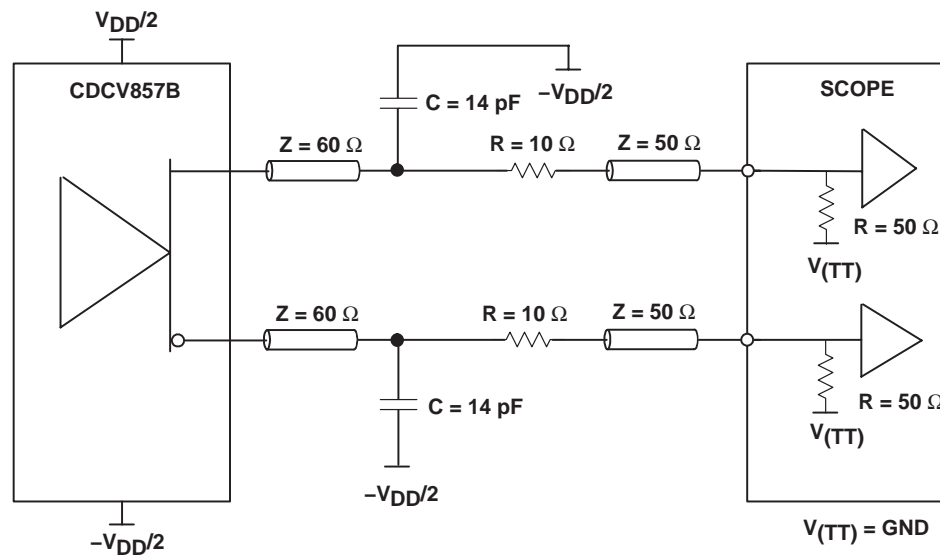 VDD/2
CDCV857B
SCOPE
–VDD/2
C = 14 pF
Z = 60 Ω
R = 10 Ω
Z = 50 Ω
R = 50 Ω
V(TT)
Z = 60 Ω
R = 10 Ω
Z = 50 Ω
C = 14 pF
R = 50 Ω
V(TT)
–VDD/2
–VDD/2
V(TT) = GND